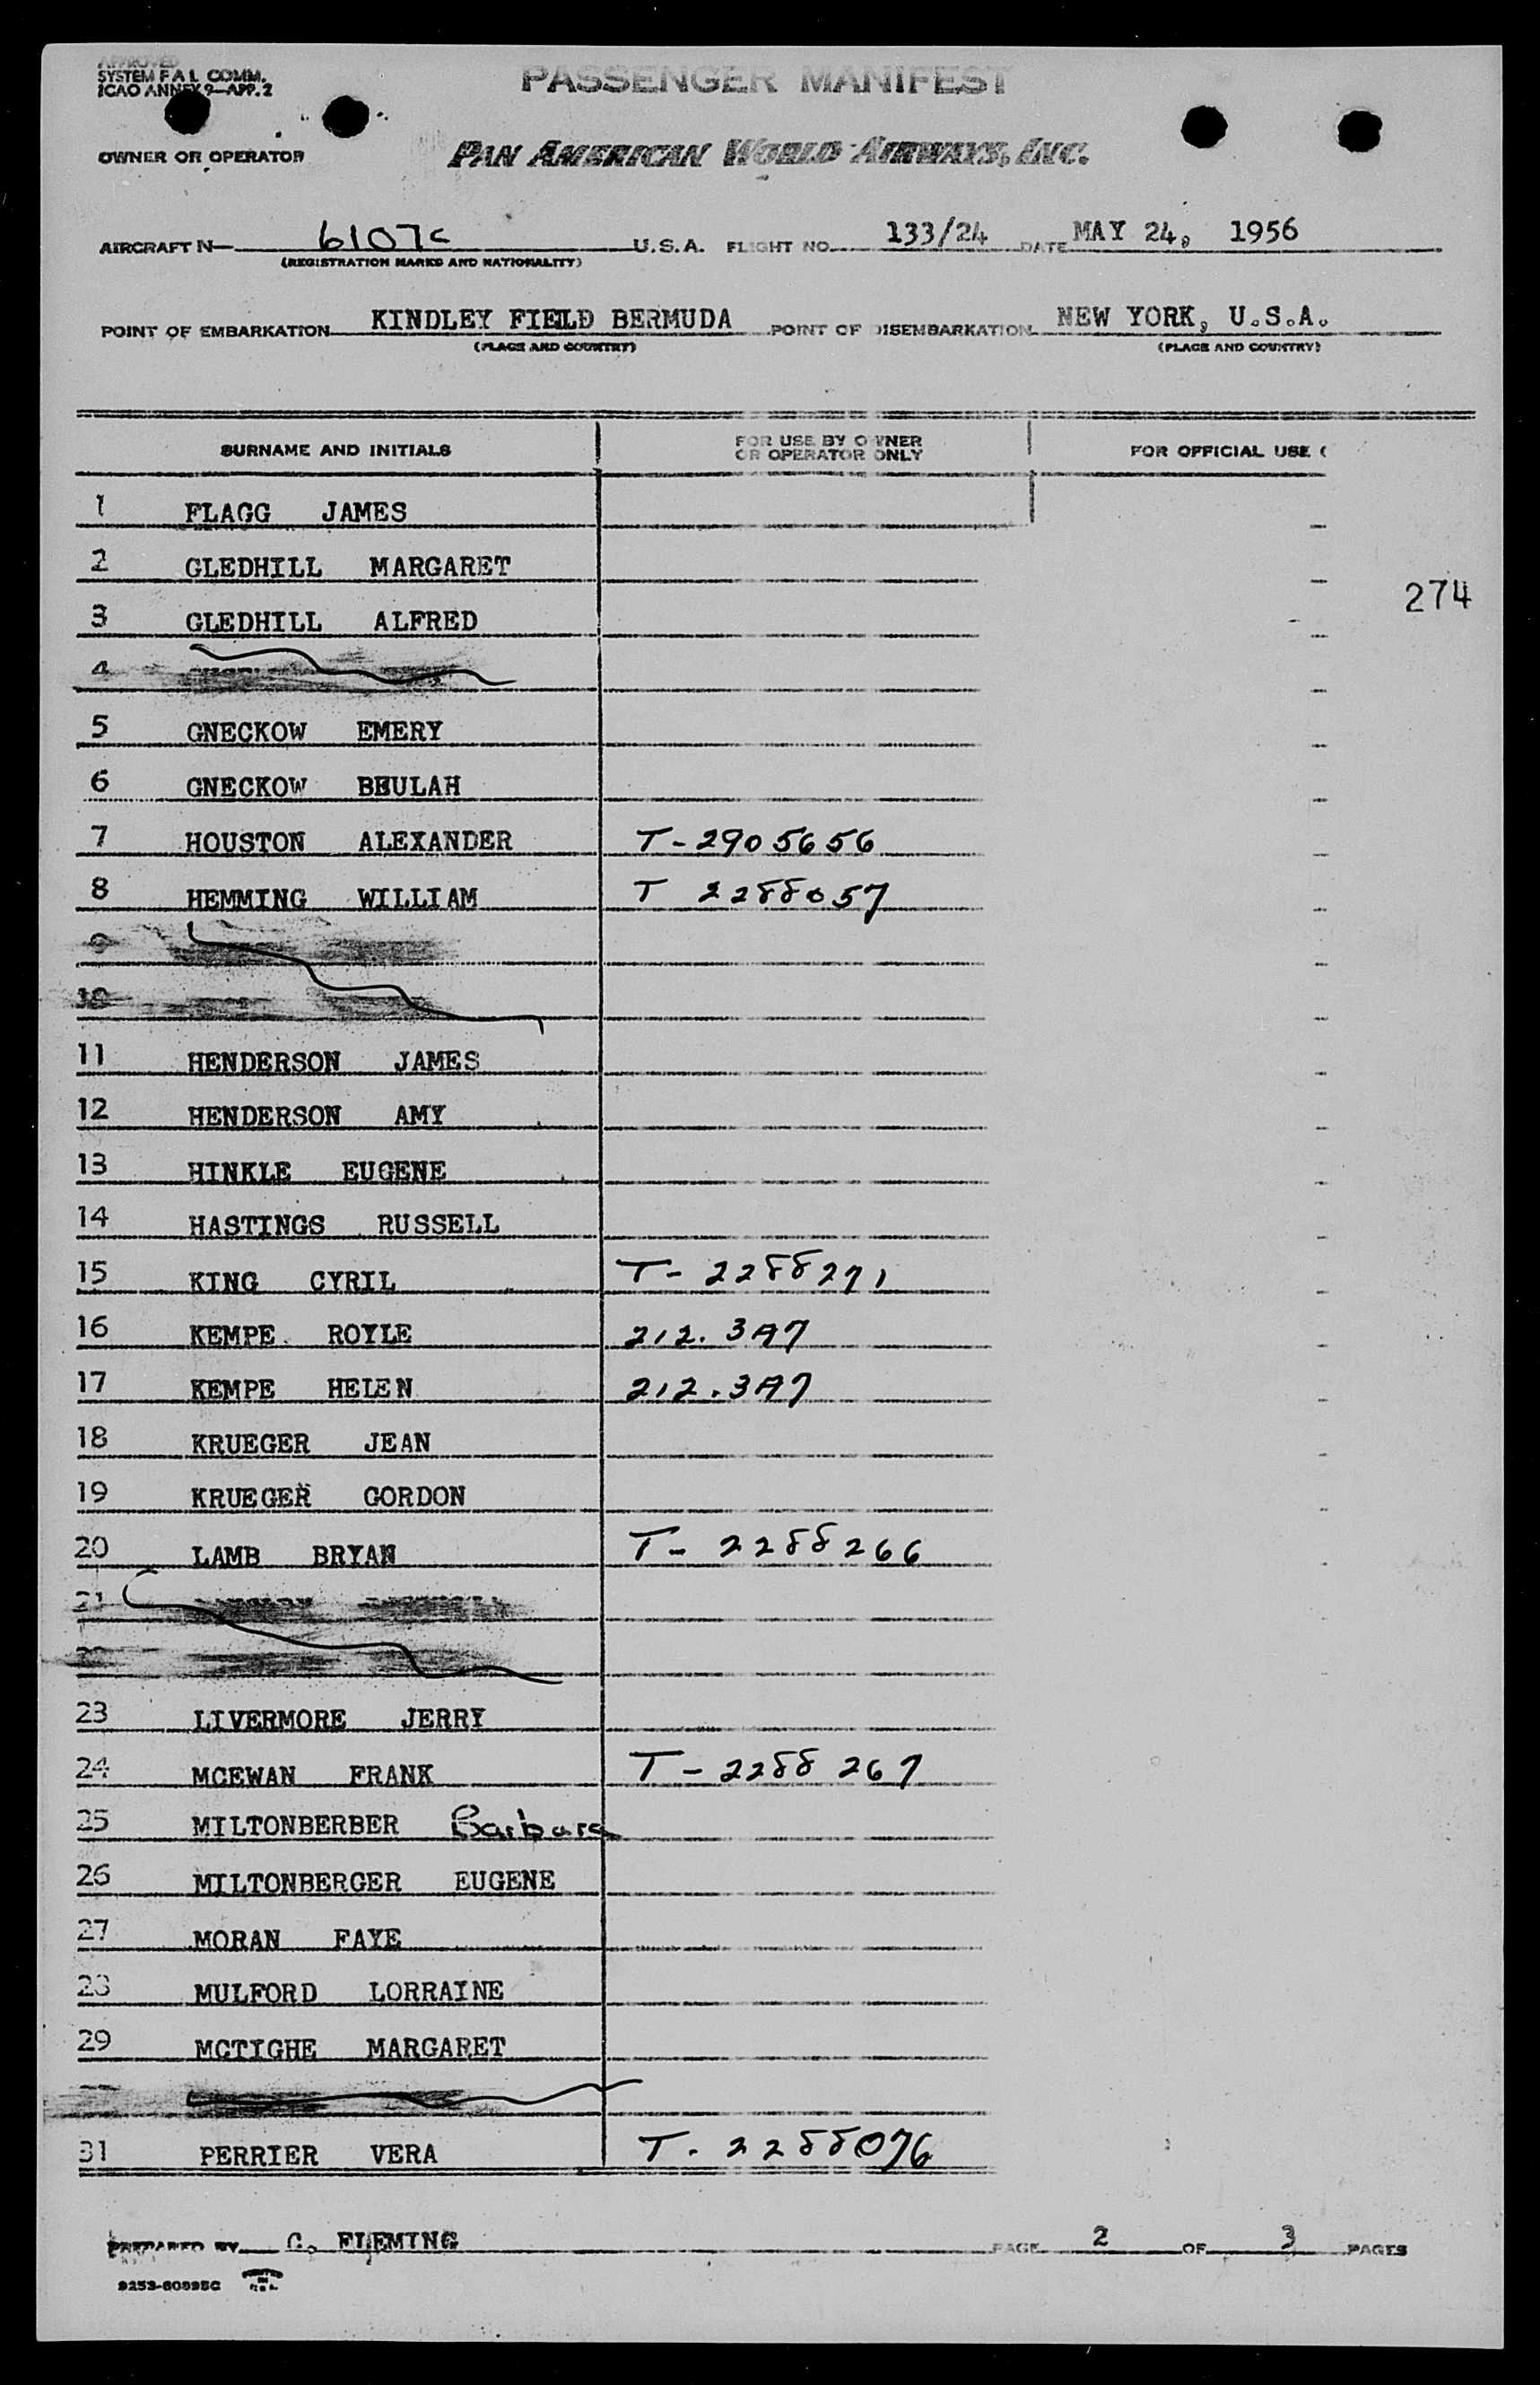 APPROVED
SYSTEM F A L COMM.
ICAO ANNEX 9—APP. 2
PASSENGER MANIFEST
OWNER OR OPERATOR PAN AMERICAN WORLD AIRWAYS, INC.
AIRCRAFT N— 6107C U.S.A. FLIGHT NO. 133/24 DATE MAY 24, 1956
(REGISTRATION MARKS AND NATIONALITY)
POINT OF EMBARKATION KINDLEY FIELD BERMUDA POINT OF DISEMBARKATION NEW YORK, U.S.A.
(PLACE AND COUNTRY) (PLACE AND COUNTRY)
SURNAME AND INITIALS FOR USE BY OWNER OR OPERATOR ONLY FOR OFFICIAL USE (
1 FLAGG JAMES
2 GLEDHILL MARGARET
274
3 GLEDHILL ALFRED
4
5 GNECKOW EMERY
6 GNECKOW BEULAH
7 HOUSTON ALEXANDER T-2905656
8 HEMMING WILLIAM T 2288057
9
10
11 HENDERSON JAMES
12 HENDERSON AMY
13 HINKLE EUGENE
14 HASTINGS RUSSELL
15 KING CYRIL T-2288271
16 KEMPE ROYLE 212.3A7
17 KEMPE HELEN 212.3A7
18 KRUEGER JEAN
19 KRUEGER GORDON
20 LAMB BRYAN T-2288266
21
23 LIVERMORE JERRY
24 MCEWAN FRANK T-2288267
25 MILTONBERBER Barbara
26 MILTONBERGER EUGENE
27 MORAN FAYE
28 MULFORD LORRAINE
29 MCTIGHE MARGARET
31 PERRIER VERA T-2288076
PREPARED BY C. FLEMING PAGE 2 OF 3 PAGES
9253-60895C